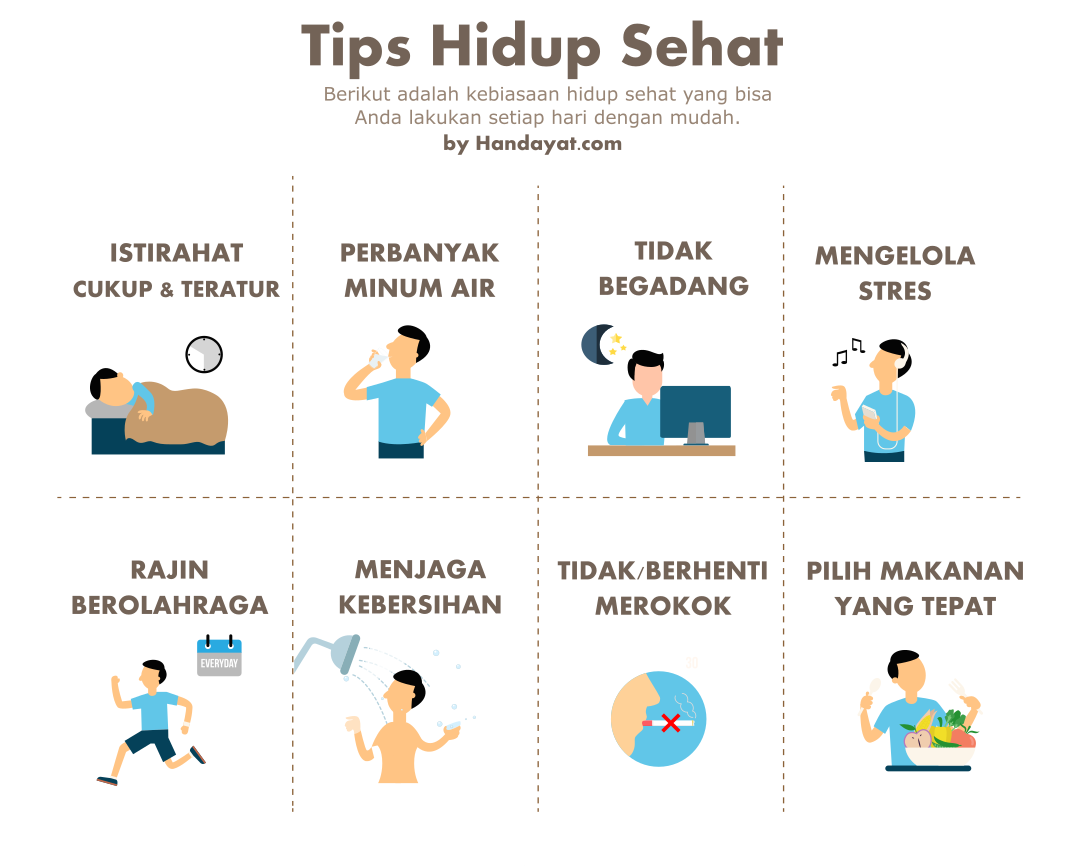 Tips Hidup Sehat
Berikut adalah kebiasaan hidup sehat yang bisa
Anda lakukan setiap hari dengan mudah.
by Handayat.com
ISTIRAHAT
CUKUP & TERATUR
PERBANYAK
MINUM AIR
TIDAK
BEGADANG
MENGELOLA
STRES
RAJIN
BEROLAHRAGA
EVERYDAY
MENJAGA
KEBERSIHAN
TIDAK/BERHENTI
MEROKOK
PILIH MAKANAN
YANG TEPAT